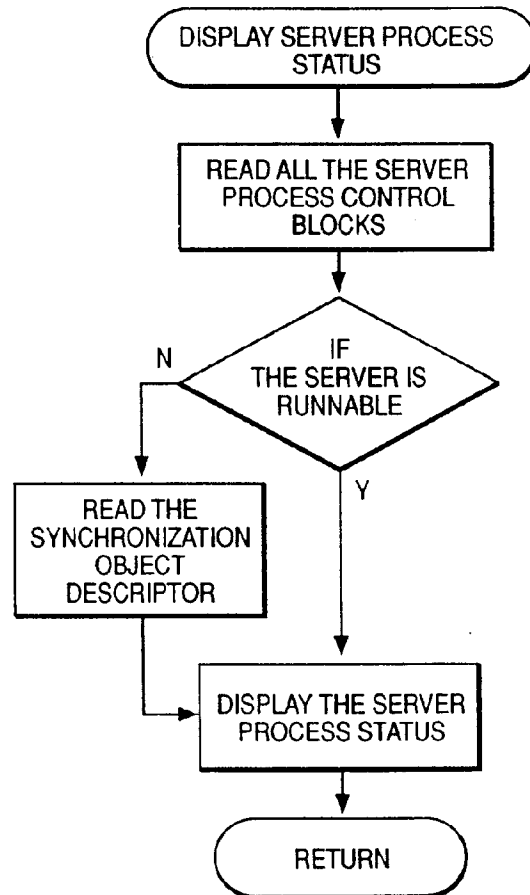 DISPLAY SERVER PROCESS
STATUS
READ ALL THE SERVER
PROCESS CONTROL
BLOCKS
IF
THE SERVER IS
RUNNABLE
N
Y
READ THE
SYNCHRONIZATION
OBJECT
DESCRIPTOR
DISPLAY THE SERVER
PROCESS STATUS
RETURN